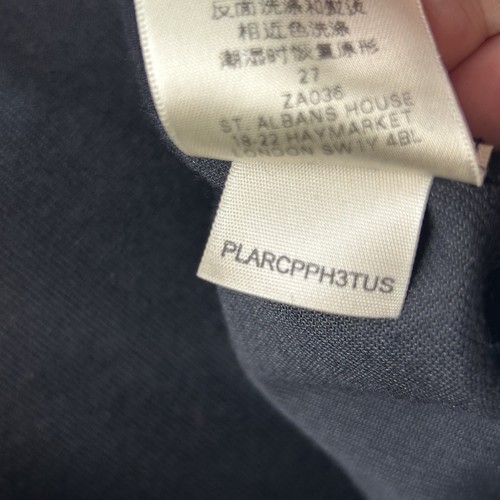 反面洗涤和熨烫
相近色洗涤
潮湿时恢复原形
27
ZA036
ST. ALBANS HOUSE
18-22 HAYMARKET
LONDON SW1Y 4BL
PLARCPPH3TUS